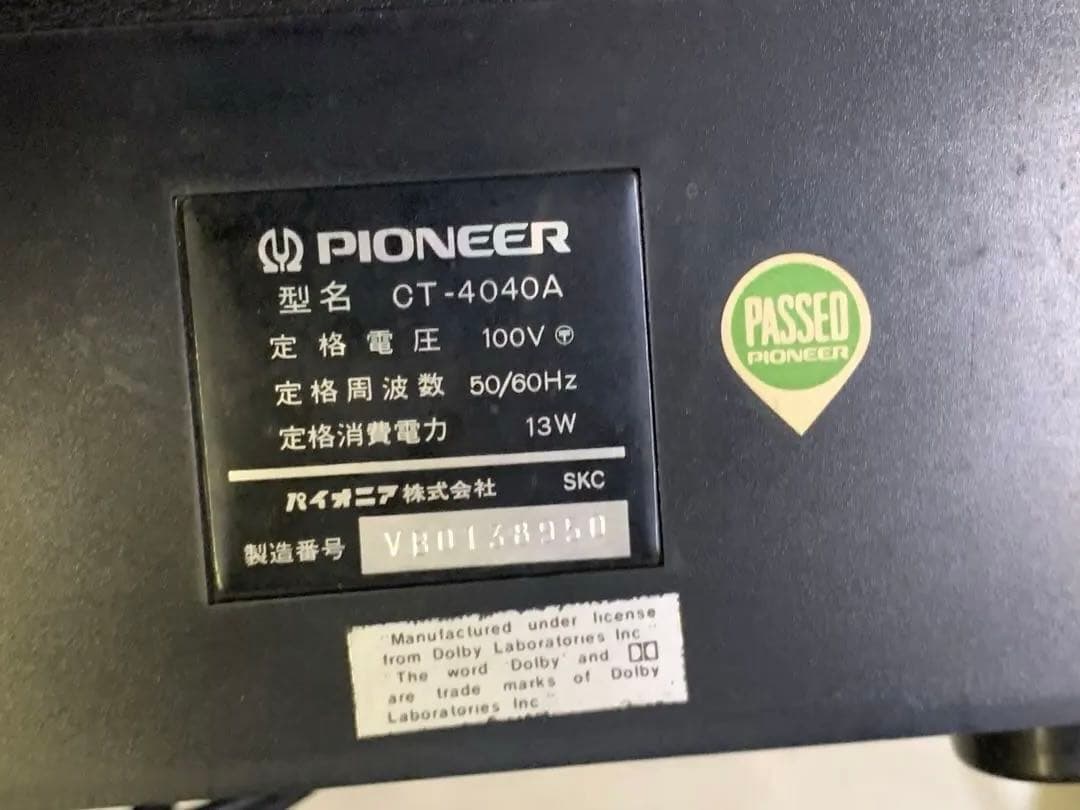 PIONEER
型名 CT-4040A
定格電圧 100V 〶
定格周波数 50/60Hz
定格消費電力 13W
パイオニア株式会社 SKC
製造番号 VB0138950
PASSED
PIONEER
"Manufactured under license
from Dolby Laboratories Inc."
"The word 'Dolby' and
are trade marks of Dolby
Laboratories Inc"